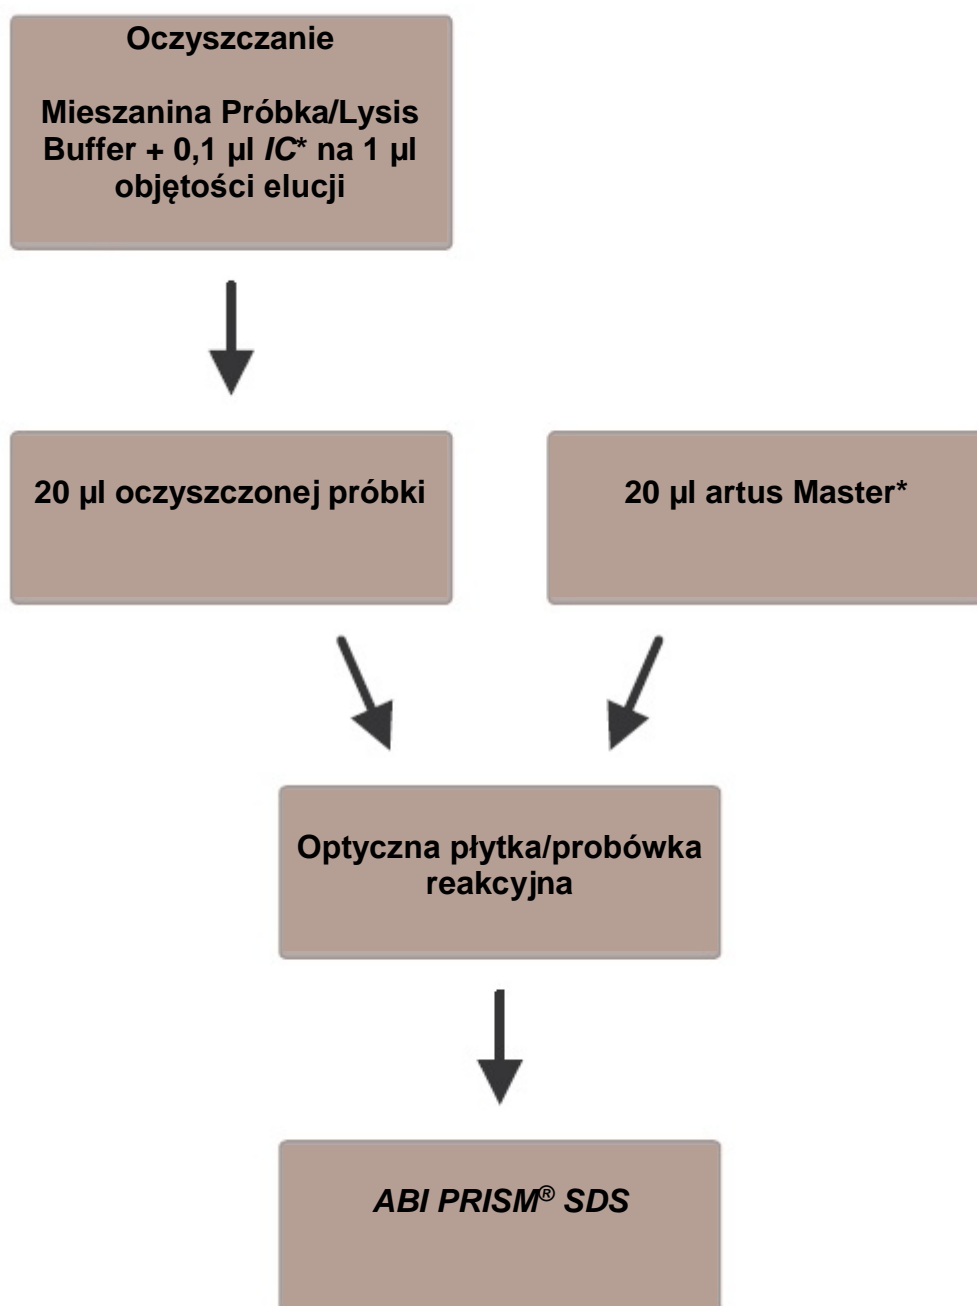 Oczyszczanie
Mieszanina Próbka/Lysis
Buffer + 0,1 µl IC* na 1 µl
objętości elucji
20 µl oczyszczonej próbki
20 µl artus Master*
Optyczna płytka/probówka
reakcyjna
ABI PRISM® SDS